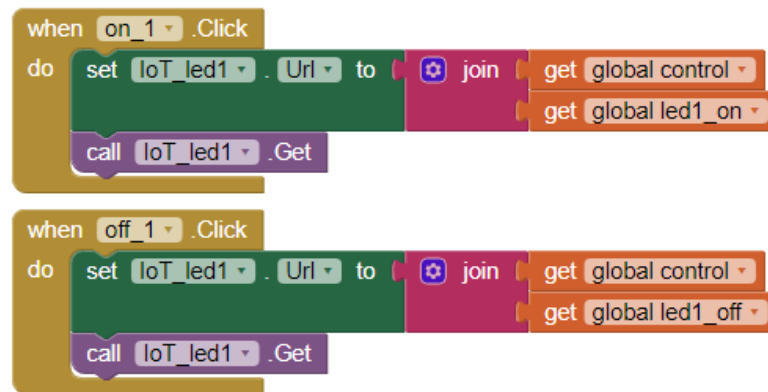 when on_1 .Click
do set IoT_led1 . Url to join get global control
get global led1_on
call IoT_led1 .Get
when off_1 .Click
do set IoT_led1 . Url to join get global control
get global led1_off
call IoT_led1 .Get